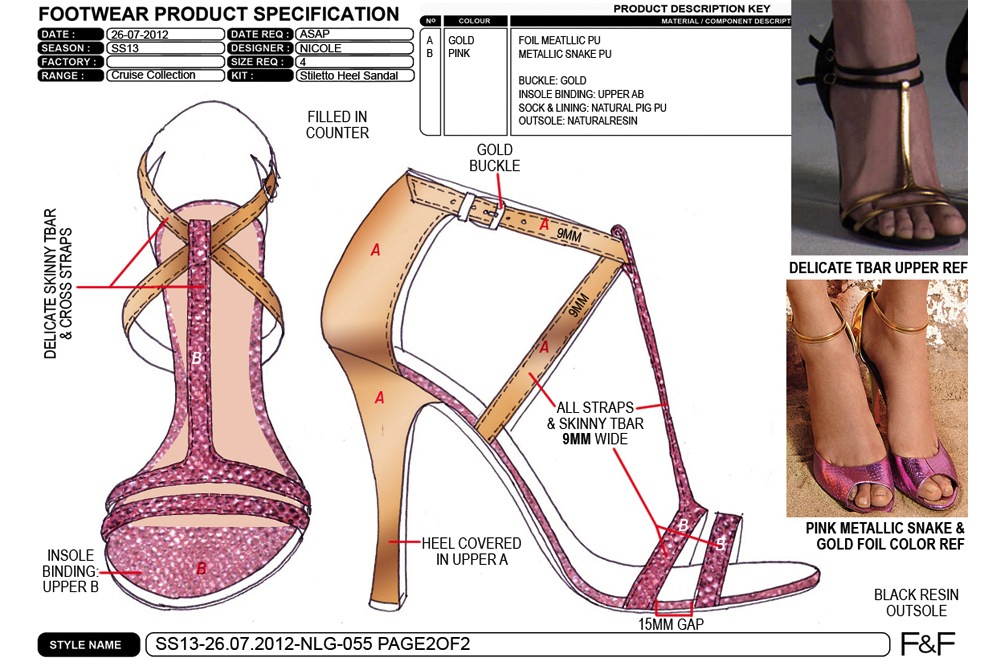 FOOTWEAR PRODUCT SPECIFICATION
DATE : 26-07-2012 DATE REQ : ASAP
SEASON : SS13 DESIGNER : NICOLE
FACTORY : SIZE REQ : 4
RANGE : Cruise Collection KIT : Stiletto Heel Sandal
PRODUCT DESCRIPTION KEY
Nº COLOUR MATERIAL / COMPONENT DESCRIPT
A GOLD FOIL MEATLLIC PU
B PINK METALLIC SNAKE PU
BUCKLE: GOLD
INSOLE BINDING: UPPER AB
SOCK & LINING: NATURAL PIG PU
OUTSOLE: NATURALRESIN
FILLED IN
COUNTER
GOLD
BUCKLE
DELICATE SKINNY TBAR
& CROSS STRAPS
A
A
9MM
9MM
A
A
B
DELICATE TBAR UPPER REF
ALL STRAPS
& SKINNY TBAR
9MM WIDE
B
B
HEEL COVERED
IN UPPER A
INSOLE
BINDING:
UPPER B
B
PINK METALLIC SNAKE &
GOLD FOIL COLOR REF
15MM GAP
BLACK RESIN
OUTSOLE
STYLE NAME SS13-26.07.2012-NLG-055 PAGE2OF2
F&F